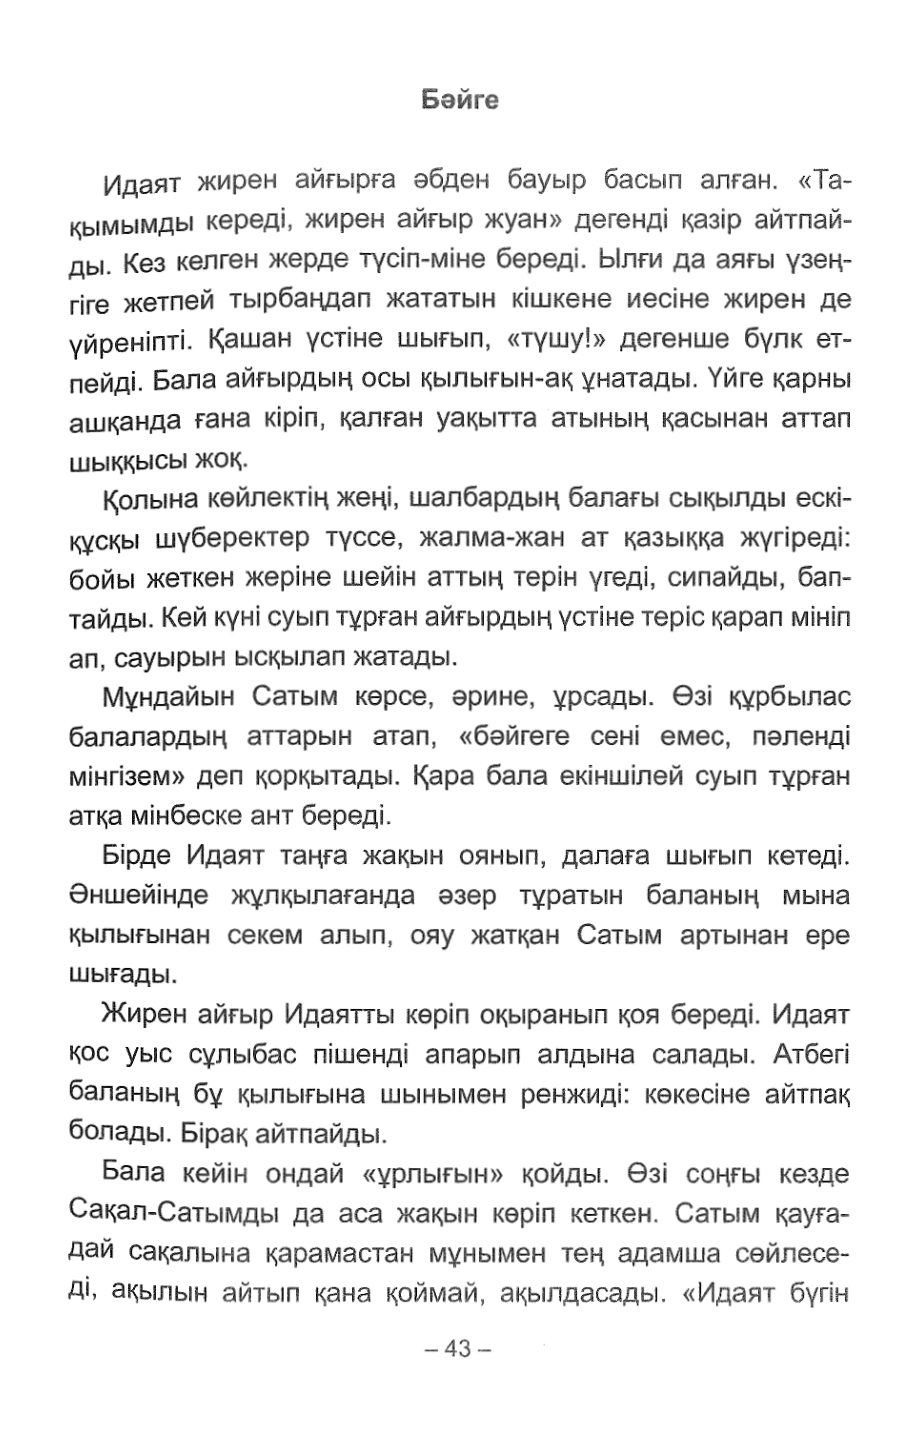 Бәйге
Идаят жирен айғырға әбден бауыр басып алған. «Та-
қымымды кереді, жирен айғыр жуан» дегенді қазір айтпай-
ды. Кез келген жерде түсіп-міне береді. Ылғи да аяғы үзең-
гіге жетпей тырбаңдап жататын кішкене иесіне жирен де
үйреніпті. Қашан үстіне шығып, «түшу!» дегенше бүлк ет-
пейді. Бала айғырдың осы қылығын-ақ ұнатады. Үйге қарны
ашқанда ғана кіріп, қалған уақытта атының қасынан аттап
шыққысы жоқ.
Қолына көйлектің жеңі, шалбардың балағы сықылды ескі-
құсқы шүберектер түссе, жалма-жан ат қазыққа жүгіреді:
бойы жеткен жеріне шейін аттың терін үгеді, сипайды, бап-
тайды. Кей күні суып тұрған айғырдың үстіне теріс қарап мініп
ап, сауырын ысқылап жатады.
Мұндайын Сатым көрсе, әрине, ұрсады. Өзі құрбылас
балалардың аттарын атап, «бәйгеге сені емес, пәленді
мінгізем» деп қорқытады. Қара бала екіншілей суып тұрған
атқа мінбеске ант береді.
Бірде Идаят таңға жақын оянып, далаға шығып кетеді.
Әншейінде жұлқылағанда әзер тұратын баланың мына
қылығынан секем алып, ояу жатқан Сатым артынан ере
шығады.
Жирен айғыр Идаятты көріп оқыранып қоя береді. Идаят
қос уыс сұлыбас пішенді апарып алдына салады. Атбегі
баланың бұ қылығына шынымен ренжиді: көкесіне айтпақ
болады. Бірақ айтпайды.
Бала кейін ондай «ұрлығын» қойды. Өзі соңғы кезде
Сақал-Сатымды да аса жақын көріп кеткен. Сатым қауға-
дай сақалына қарамастан мұнымен тең адамша сөйлесе-
ді, ақылын айтып қана қоймай, ақылдасады. «Идаят бүгін
– 43 –